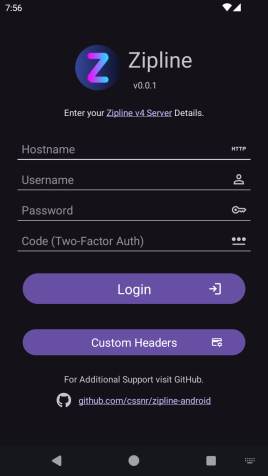 7:56
Zipline
v0.0.1
Enter your Zipline v4 Server Details.
Hostname
HTTP
Username
Password
Code (Two-Factor Auth)
Login
Custom Headers
For Additional Support visit GitHub.
github.com/cssnr/zipline-android